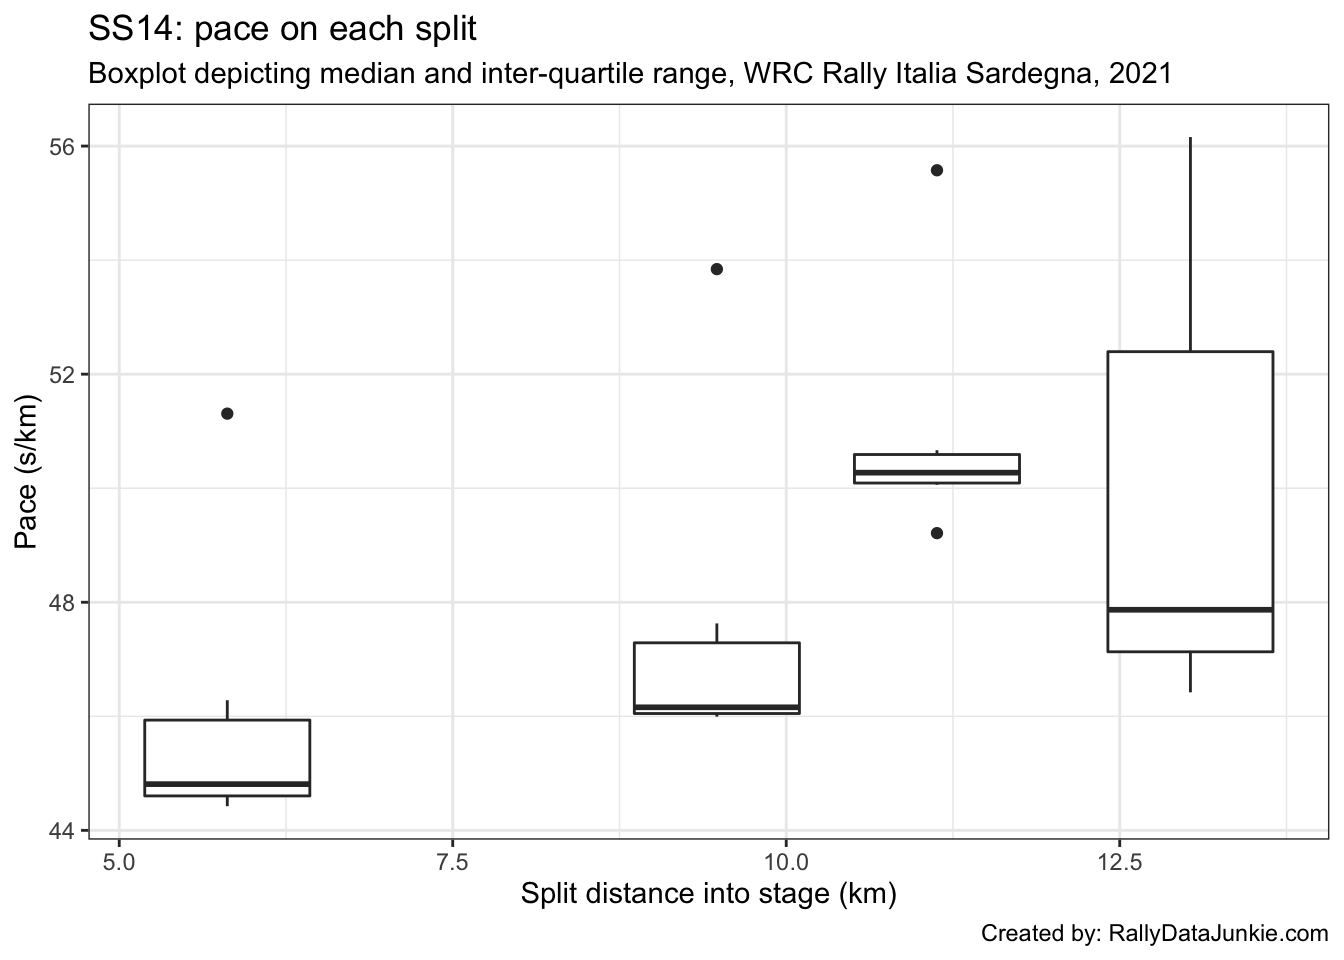 SS14: pace on each split
Boxplot depicting median and inter-quartile range, WRC Rally Italia Sardegna, 2021
Pace (s/km)
56
52
48
44
5.0 7.5 10.0 12.5
Split distance into stage (km)
Created by: RallyDataJunkie.com